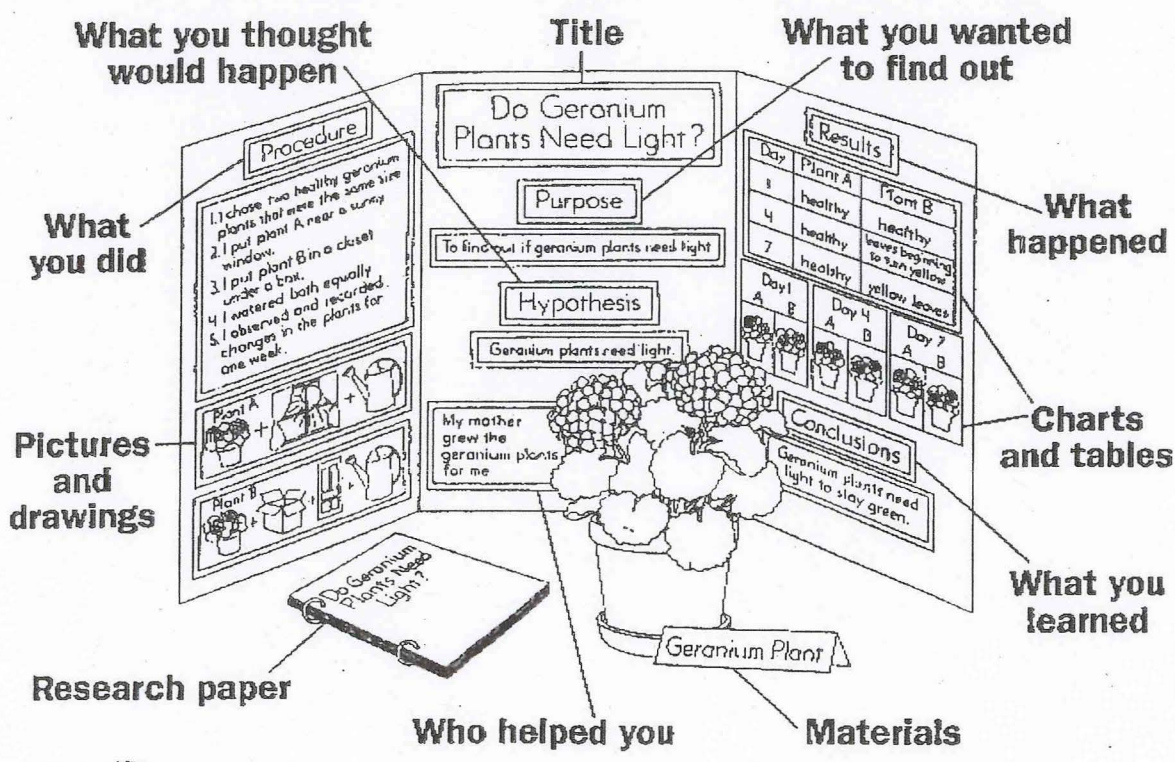 What you thought
would happen
Title
What you wanted
to find out
Procedure
1. I chose two healthy geranium
plants that were the same size
2. I put plant A near a sunny
window.
3. I put plant B in a closet
under a box.
4 I watered both equally
5. I observed and recorded
changes in the plants for
one week.
What
you did
Plant A
+
+
Plant B
+
+
+
Pictures
and
drawings
Do Geranium
Plants Need Light?
Purpose
To find out if geranium plants need light
Hypothesis
Geranium plants need light.
My mother
grew the
geranium plants
for me
Results
Day Plant A Plant B
healthy healthy
4 healthy leaves beginning
to turn yellow
7 healthy yellow leaves
Day 1 Day 4 Day 7
A B A B A B
What
happened
Charts
and tables
Conclusions
Geranium plants need
light to stay green.
What you
learned
Do Geranium
Plants Need
Light?
Geranium Plant
Research paper
Who helped you
Materials